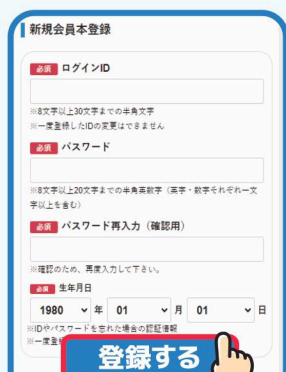 新規会員本登録
必須 ログインID
※8文字以上30文字までの半角文字
※一度登録したIDの変更はできません
必須 パスワード
※8文字以上20文字までの半角英数字（英字・数字それぞれ一文
字以上を含む）
必須 パスワード再入力（確認用）
※確認のため、再度入力して下さい。
必須 生年月日
1980 年 01 月 01 日
※IDやパスワードを忘れた場合の認証情報
※一度登
登録する